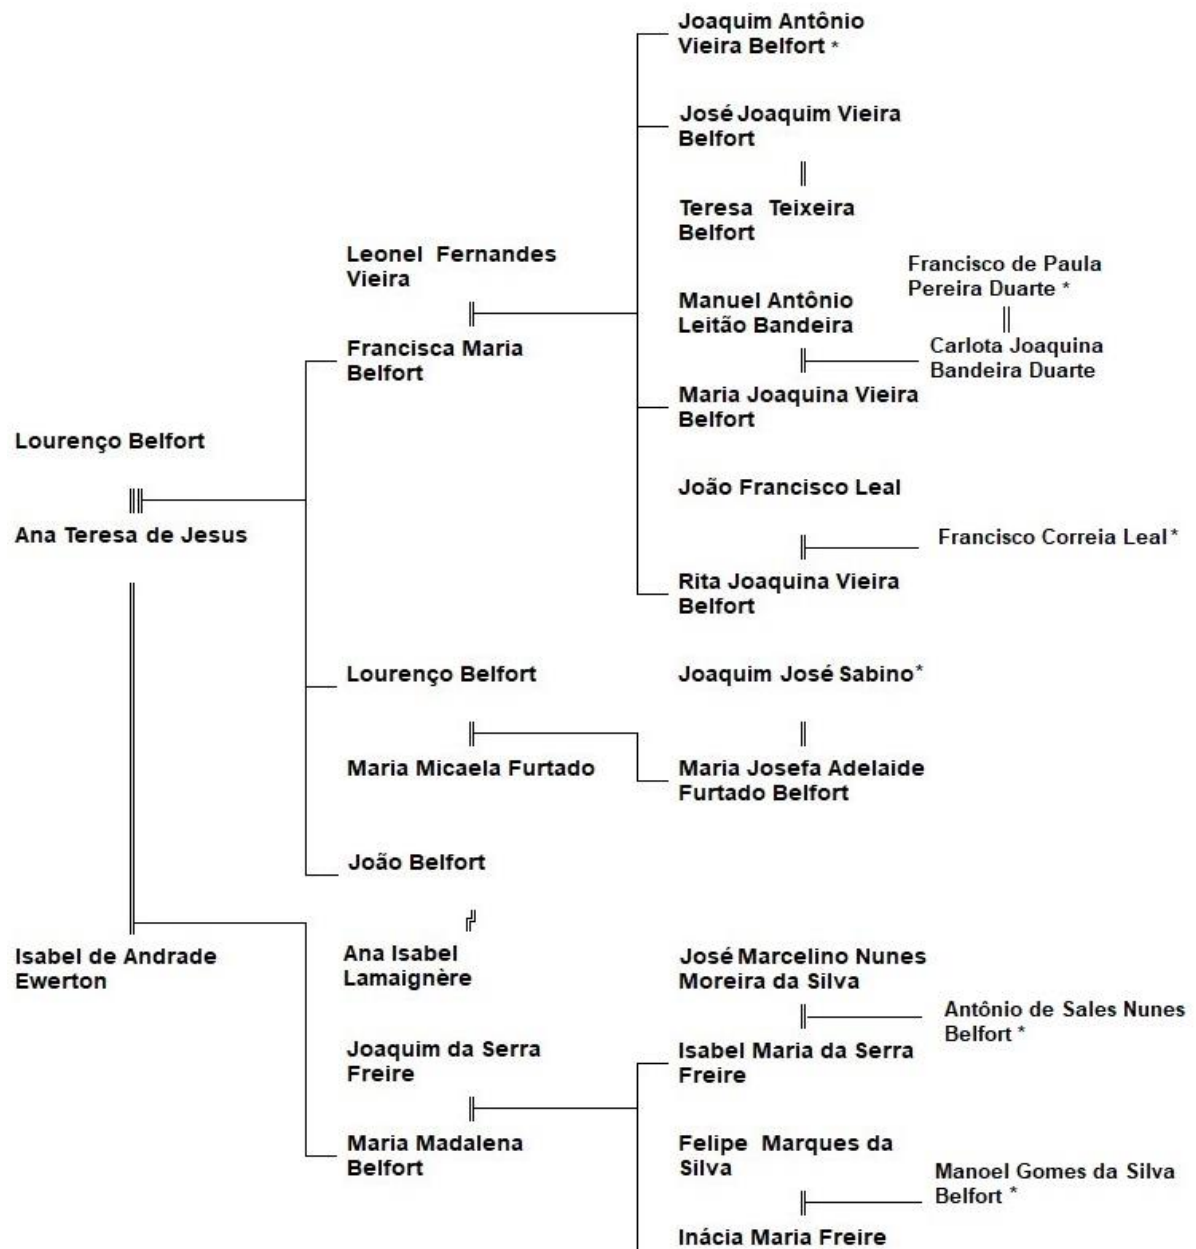 Joaquim Antônio
Vieira Belfort *
José Joaquim Vieira
Belfort
Teresa Teixeira
Belfort
Leonel Fernandes
Vieira
Francisco de Paula
Pereira Duarte *
Manuel Antônio
Leitão Bandeira
Francisca Maria
Belfort
Carlota Joaquina
Bandeira Duarte
Maria Joaquina Vieira
Belfort
Lourenço Belfort
João Francisco Leal
Ana Teresa de Jesus
Francisco Correia Leal *
Rita Joaquina Vieira
Belfort
Lourenço Belfort
Joaquim José Sabino *
Maria Micaela Furtado
Maria Josefa Adelaide
Furtado Belfort
João Belfort
Isabel de Andrade
Ewerton
Ana Isabel
Lamaignère
José Marcelino Nunes
Moreira da Silva
Antônio de Sales Nunes
Belfort *
Joaquim da Serra
Freire
Isabel Maria da Serra
Freire
Maria Madalena
Belfort
Felipe Marques da
Silva
Manoel Gomes da Silva
Belfort *
Inácia Maria Freire